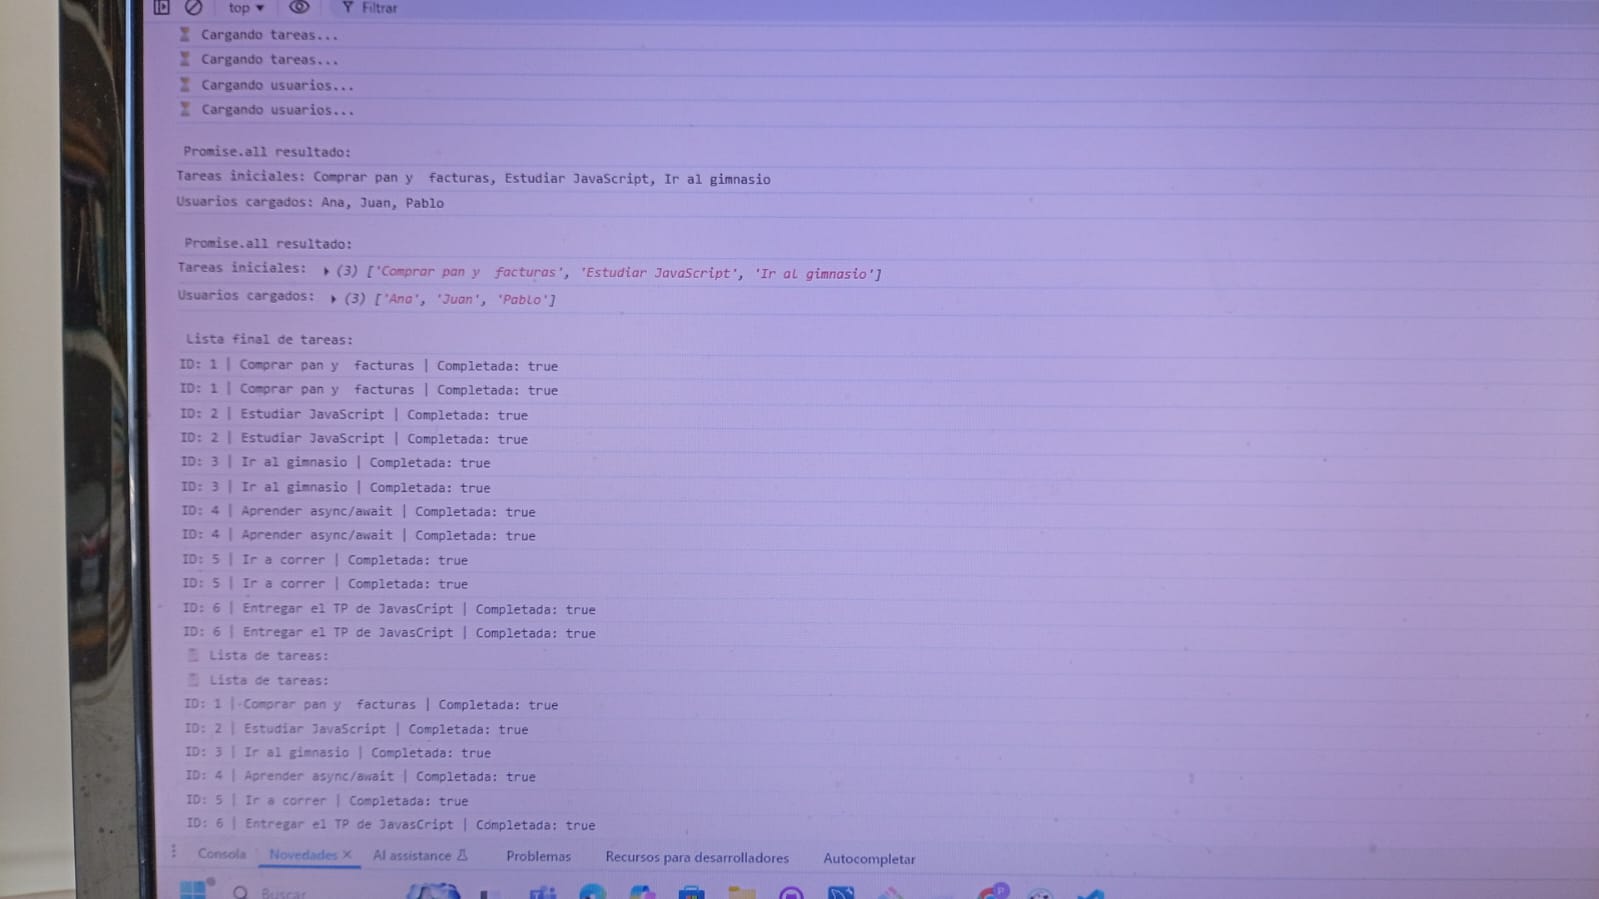 top ▼ Filtrar
⏳ Cargando tareas...
⏳ Cargando tareas...
⏳ Cargando usuarios...
⏳ Cargando usuarios...
Promise.all resultado:
Tareas iniciales: Comprar pan y  facturas, Estudiar JavaScript, Ir al gimnasio
Usuarios cargados: Ana, Juan, Pablo
Promise.all resultado:
Tareas iniciales: ▸ (3) ['Comprar pan y  facturas', 'Estudiar JavaScript', 'Ir al gimnasio']
Usuarios cargados: ▸ (3) ['Ana', 'Juan', 'Pablo']
Lista final de tareas:
ID: 1 | Comprar pan y  facturas | Completada: true
ID: 1 | Comprar pan y  facturas | Completada: true
ID: 2 | Estudiar JavaScript | Completada: true
ID: 2 | Estudiar JavaScript | Completada: true
ID: 3 | Ir al gimnasio | Completada: true
ID: 3 | Ir al gimnasio | Completada: true
ID: 4 | Aprender async/await | Completada: true
ID: 4 | Aprender async/await | Completada: true
ID: 5 | Ir a correr | Completada: true
ID: 5 | Ir a correr | Completada: true
ID: 6 | Entregar el TP de JavasCript | Completada: true
ID: 6 | Entregar el TP de JavasCript | Completada: true
Lista de tareas:
Lista de tareas:
ID: 1 | Comprar pan y  facturas | Completada: true
ID: 2 | Estudiar JavaScript | Completada: true
ID: 3 | Ir al gimnasio | Completada: true
ID: 4 | Aprender async/await | Completada: true
ID: 5 | Ir a correr | Completada: true
ID: 6 | Entregar el TP de JavasCript | Completada: true
Consola Novedades × AI assistance Problemas Recursos para desarrolladores Autocompletar
Buscar